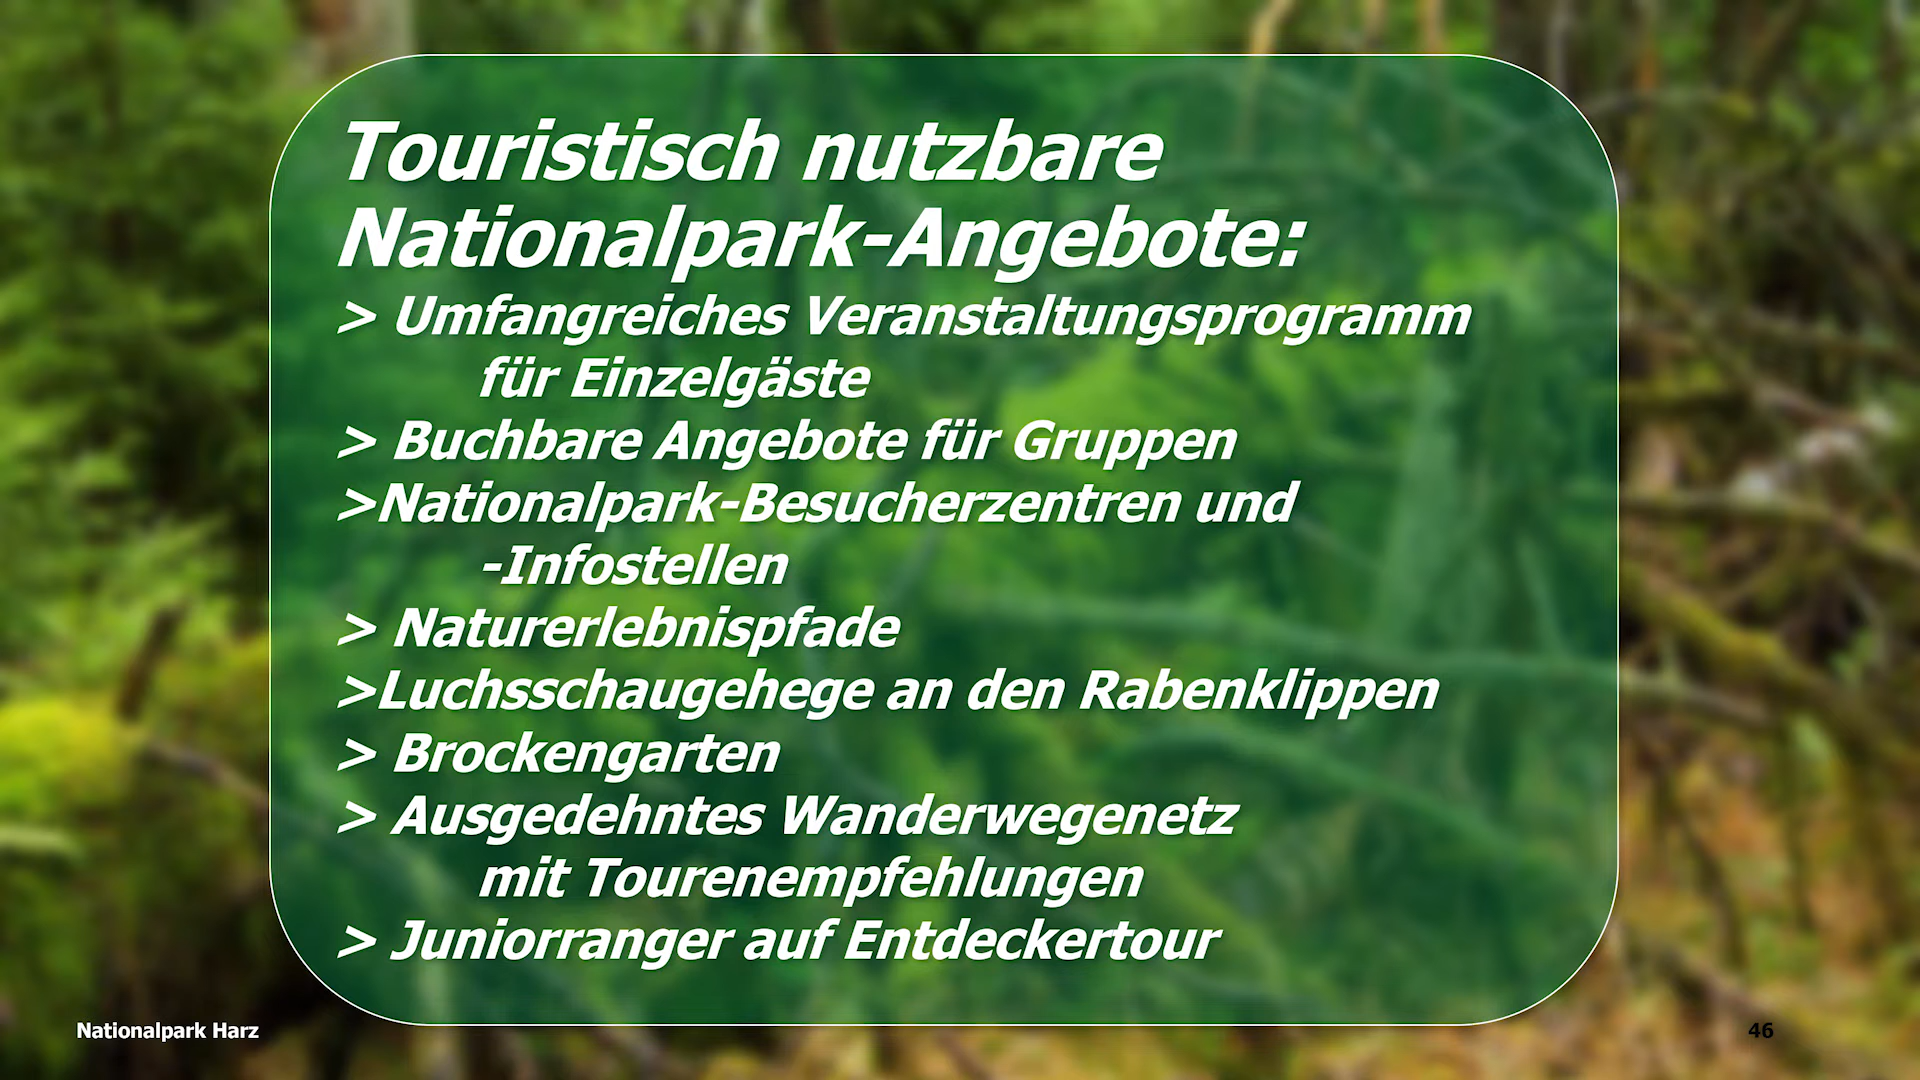 Touristisch nutzbare
Nationalpark-Angebote:
> Umfangreiches Veranstaltungsprogramm
für Einzelgäste
> Buchbare Angebote für Gruppen
>Nationalpark-Besucherzentren und
-Infostellen
> Naturerlebnispfade
>Luchsschaugehege an den Rabenklippen
> Brockengarten
> Ausgedehntes Wanderwegenetz
mit Tourenempfehlungen
> Juniorranger auf Entdeckertour
Nationalpark Harz
46